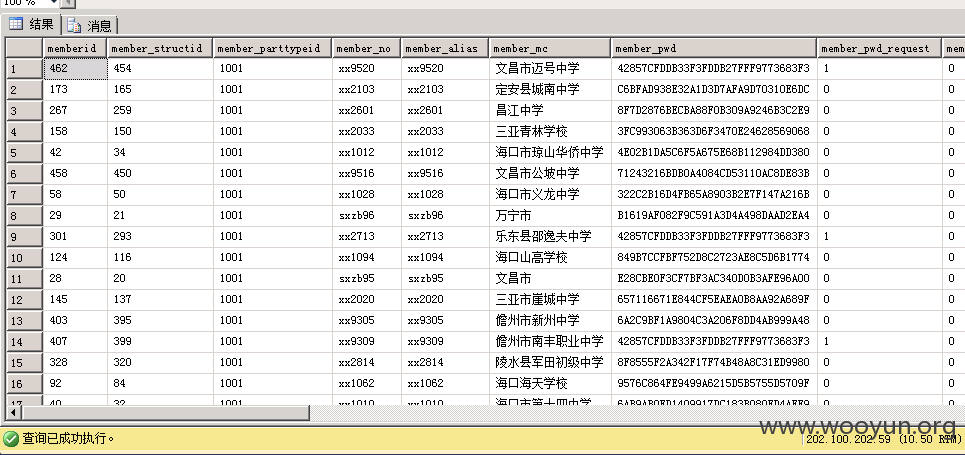 100 %
结果 消息
memberid member_structid member_parttypeid member_no member_alias member_mc member_pwd member_pwd_request mem
1 462 454 1001 xx9520 xx9520 文昌市迈号中学 42857CFDDB33F3FDDB27FFF9773683F3 1 0
2 173 165 1001 xx2103 xx2103 定安县城南中学 C6BFAD938E32A1D3D7AFA9D70310E6DC 0 0
3 267 259 1001 xx2601 xx2601 昌江中学 8F7D2876BECBA88F0B309A9246B3C2E9 0 0
4 158 150 1001 xx2033 xx2033 三亚青林学校 3FC993063B363D6F3470E24628569068 0 0
5 42 34 1001 xx1012 xx1012 海口市琼山华侨中学 4E02B1DA5C6F5A675E68B112984DD380 0 0
6 458 450 1001 xx9516 xx9516 文昌市公坡中学 71243216BDB0A4084CD53110AC8DE83B 0 0
7 58 50 1001 xx1028 xx1028 海口市义龙中学 322C2B16D4FB65A8903B2E7F147A216B 0 0
8 29 21 1001 sxzb96 sxzb96 万宁市 B1619AF082F9C591A3D4A498DAAD2EA4 0 0
9 301 293 1001 xx2713 xx2713 乐东县邵逸夫中学 42857CFDDB33F3FDDB27FFF9773683F3 1 0
10 124 116 1001 xx1094 xx1094 海口山高学校 849B7CCFBF752D8C2723AE8C5D6B1774 0 0
11 28 20 1001 sxzb95 sxzb95 文昌市 E28CBE0F3CF7BF3AC340D0B3AFE96A00 0 0
12 145 137 1001 xx2020 xx2020 三亚市崖城中学 657116671E844CF5EAEA0B8AA92A689F 0 0
13 403 395 1001 xx9305 xx9305 儋州市新州中学 6A2C9BF1A9804C3A206F8DD4AB999A48 0 0
14 407 399 1001 xx9309 xx9309 儋州市南丰职业中学 42857CFDDB33F3FDDB27FFF9773683F3 1 0
15 328 320 1001 xx2814 xx2814 陵水县军田初级中学 8F8555F2A342F17F74B48A8C31ED9980 0 0
16 92 84 1001 xx1062 xx1062 海口海天学校 9576C864FE9499A6215D5B5755D5709F 0 0
17 40 32 1001 xx1010 xx1010 海口市第十四中学 0 0
查询已成功执行。 202.100.202.59 (10.50 RTM)
www.wooyun.org